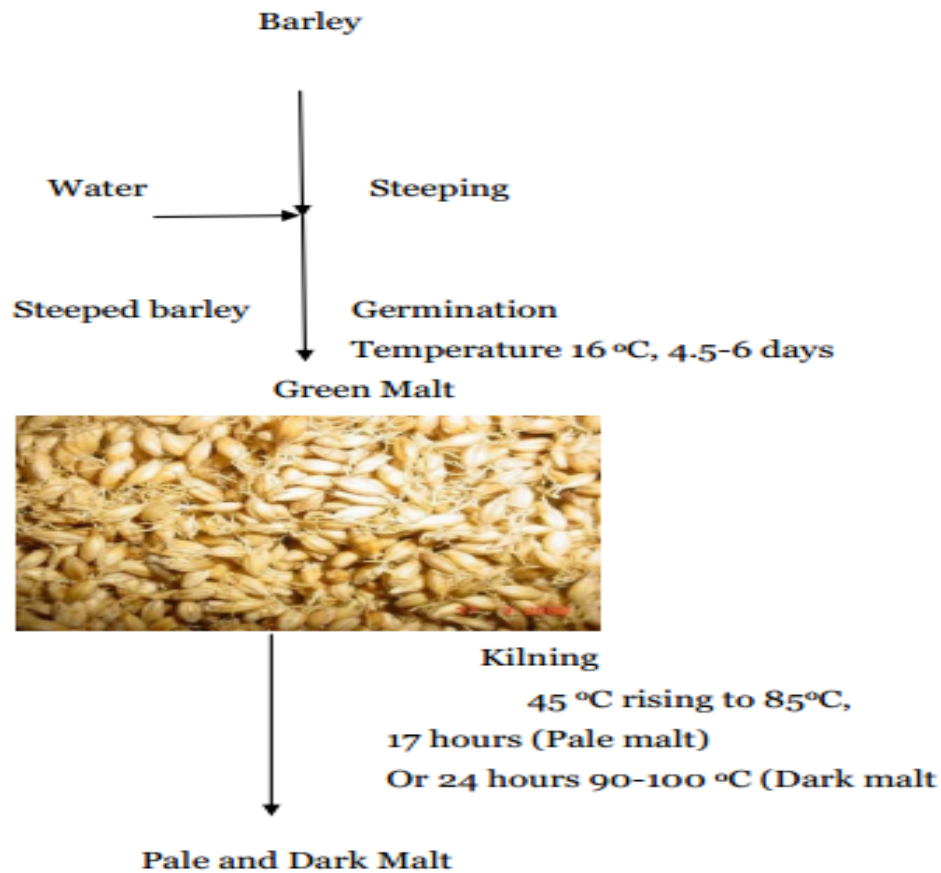 Barley
Water
Steeping
Steeped barley
Germination
Temperature 16 ºC, 4.5-6 days
Green Malt
Kilning
45 ºC rising to 85ºC,
17 hours (Pale malt)
Or 24 hours 90-100 ºC (Dark malt
Pale and Dark Malt